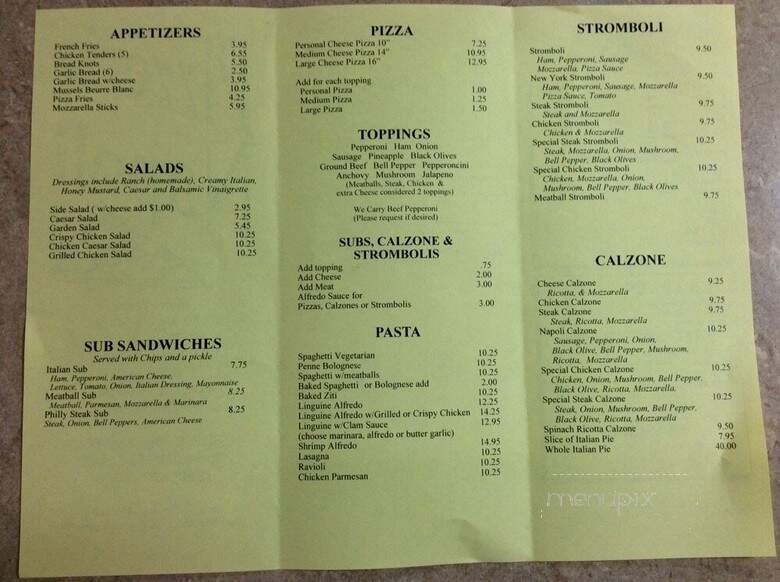 APPETIZERS
French Fries 3.95
Chicken Tenders (5) 6.55
Bread Knots 5.50
Garlic Bread (6) 2.50
Garlic Bread w/cheese 3.95
Mussels Beurre Blanc 10.95
Pizza Fries 4.25
Mozzarella Sticks 5.95
SALADS
Dressings include Ranch (homemade), Creamy Italian,
Honey Mustard, Caesar and Balsamic Vinaigrette
Side Salad ( w/cheese add $1.00) 2.95
Caesar Salad 7.25
Garden Salad 5.45
Crispy Chicken Salad 10.25
Chicken Caesar Salad 10.25
Grilled Chicken Salad 10.25
SUB SANDWICHES
Served with Chips and a pickle
Italian Sub 7.75
Ham, Pepperoni, American Cheese,
Lettuce, Tomato, Onion, Italian Dressing, Mayonnaise
Meatball Sub 8.25
Meatball, Parmesan, Mozzarella & Marinara
Philly Steak Sub 8.25
Steak, Onion, Bell Peppers, American Cheese
PIZZA
Personal Cheese Pizza 10" 7.25
Medium Cheese Pizza 14" 10.95
Large Cheese Pizza 16" 12.95
Add for each topping
Personal Pizza 1.00
Medium Pizza 1.25
Large Pizza 1.50
TOPPINGS
Pepperoni Ham Onion
Sausage Pineapple Black Olives
Ground Beef Bell Pepper Pepperoncini
Anchovy Mushroom Jalapeno
(Meatballs, Steak, Chicken &
extra Cheese considered 2 toppings)
We Carry Beef Pepperoni
(Please request if desired)
SUBS, CALZONE &
STROMBOLIS
Add topping .75
Add Cheese 2.00
Add Meat 3.00
Alfredo Sauce for
Pizzas, Calzones or Strombolis 3.00
PASTA
Spaghetti Vegetarian 10.25
Penne Bolognese 10.25
Spaghetti w/meatballs 10.25
Baked Spaghetti or Bolognese add 2.00
Baked Ziti 10.25
Linguine Alfredo 12.25
Linguine Alfredo w/Grilled or Crispy Chicken 14.25
Linguine w/Clam Sauce 12.95
(choose marinara, alfredo or butter garlic)
Shrimp Alfredo 14.95
Lasagna 10.25
Ravioli 10.25
Chicken Parmesan 10.25
STROMBOLI
Stromboli 9.50
Ham, Pepperoni, Sausage
Mozzarella, Pizza Sauce
New York Stromboli 9.50
Ham, Pepperoni, Sausage, Mozzarella
Pizza Sauce, Tomato
Steak Stromboli 9.75
Steak and Mozzarella
Chicken Stromboli 9.75
Chicken & Mozzarella
Special Steak Stromboli 10.25
Steak, Mozzarella, Onion, Mushroom,
Bell Pepper, Black Olives
Special Chicken Stromboli 10.25
Chicken, Mozzarella, Onion,
Mushroom, Bell Pepper, Black Olives
Meatball Stromboli 9.75
CALZONE
Cheese Calzone 9.25
Ricotta, & Mozzarella
Chicken Calzone 9.75
Steak Calzone 9.75
Steak, Ricotta, Mozzarella
Napoli Calzone 10.25
Sausage, Pepperoni, Onion,
Black Olive, Bell Pepper, Mushroom,
Ricotta, Mozzarella
Special Chicken Calzone 10.25
Chicken, Onion, Mushroom, Bell Pepper,
Black Olive, Ricotta, Mozzarella,
Special Steak Calzone 10.25
Steak, Onion, Mushroom, Bell Pepper,
Black Olive, Ricotta, Mozzarella
Spinach Ricotta Calzone 9.50
Slice of Italian Pie 7.95
Whole Italian Pie 40.00
menupix